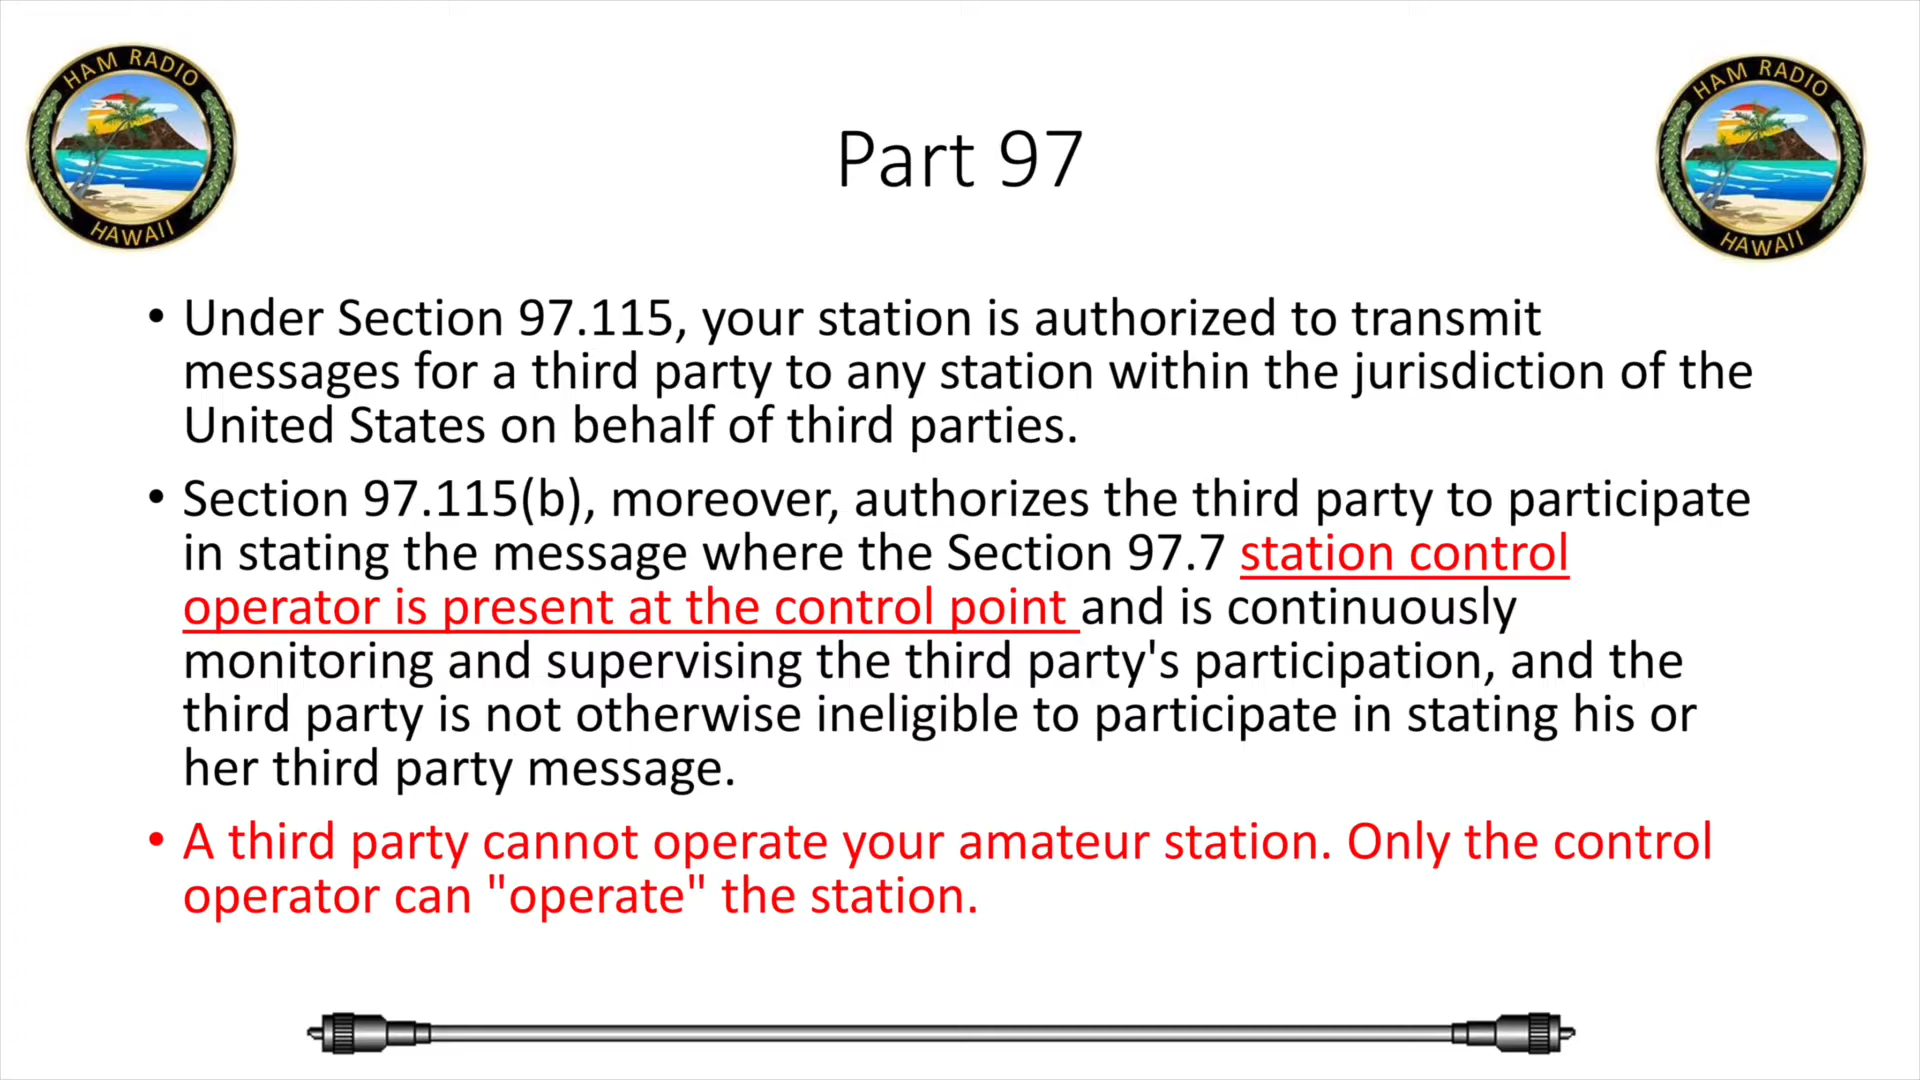 HAM RADIO
HAWAII
HAM RADIO
HAWAII
Part 97
• Under Section 97.115, your station is authorized to transmit
messages for a third party to any station within the jurisdiction of the
United States on behalf of third parties.
• Section 97.115(b), moreover, authorizes the third party to participate
in stating the message where the Section 97.7 station control
operator is present at the control point and is continuously
monitoring and supervising the third party's participation, and the
third party is not otherwise ineligible to participate in stating his or
her third party message.
• A third party cannot operate your amateur station. Only the control
operator can "operate" the station.